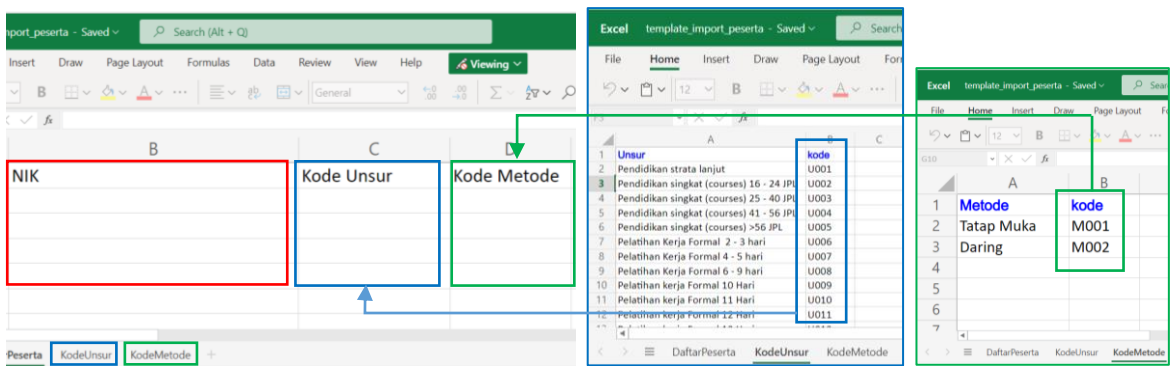 mport_peserta - Saved
Search (Alt + Q)
Insert Draw Page Layout Formulas Data Review View Help Viewing
B A General
fx
B C D
NIK Kode Unsur Kode Metode
Peserta KodeUnsur KodeMetode
Excel template_import_peserta - Saved Search
File Home Insert Draw Page Layout
12 B A
fx
A B C
1 Unsur kode
2 Pendidikan strata lanjut U001
3 Pendidikan singkat (courses) 16 - 24 JPL U002
4 Pendidikan singkat (courses) 25 - 40 JPL U003
5 Pendidikan singkat (courses) 41 - 56 JPL U004
6 Pendidikan singkat (courses) >56 JPL U005
7 Pelatihan Kerja Formal 2 - 3 hari U006
8 Pelatihan Kerja Formal 4 - 5 hari U007
9 Pelatihan Kerja Formal 6 - 9 hari U008
10 Pelatihan kerja Formal 10 Hari U009
11 Pelatihan kerja Formal 11 Hari U010
12 Pelatihan kerja Formal 12 Hari U011
DaftarPeserta KodeUnsur KodeMetode
Excel template_import_peserta - Saved
File Home Insert Draw Page Layout
12 B A
G10 fx
A B
1 Metode kode
2 Tatap Muka M001
3 Daring M002
4
5
6
7
DaftarPeserta KodeUnsur KodeMetode